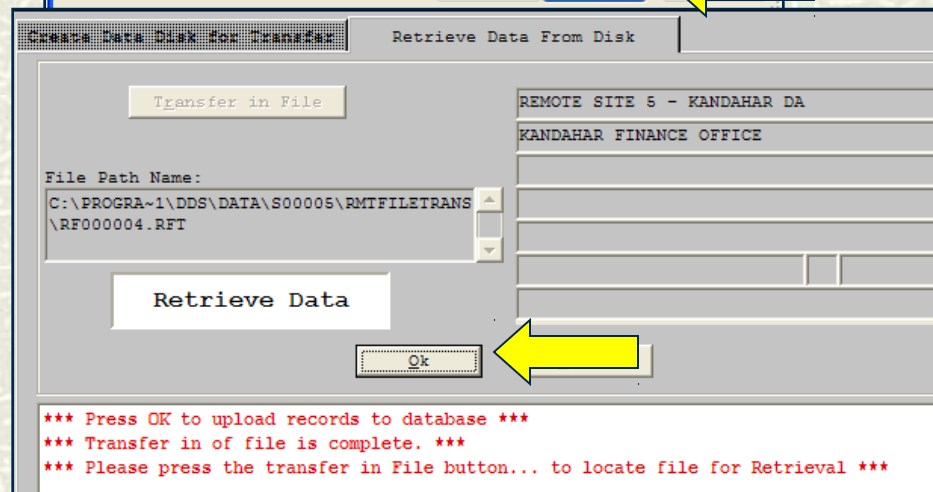 Create Data Disk for Transfer
Retrieve Data From Disk
Transfer in File
REMOTE SITE 5 - KANDAHAR DA
KANDAHAR FINANCE OFFICE
File Path Name:
C:\PROGRA~1\DDS\DATA\S00005\RMTFILETRANS
\RF000004.RFT
Retrieve Data
Ok
*** Press OK to upload records to database ***
*** Transfer in of file is complete. ***
*** Please press the transfer in File button... to locate file for Retrieval ***